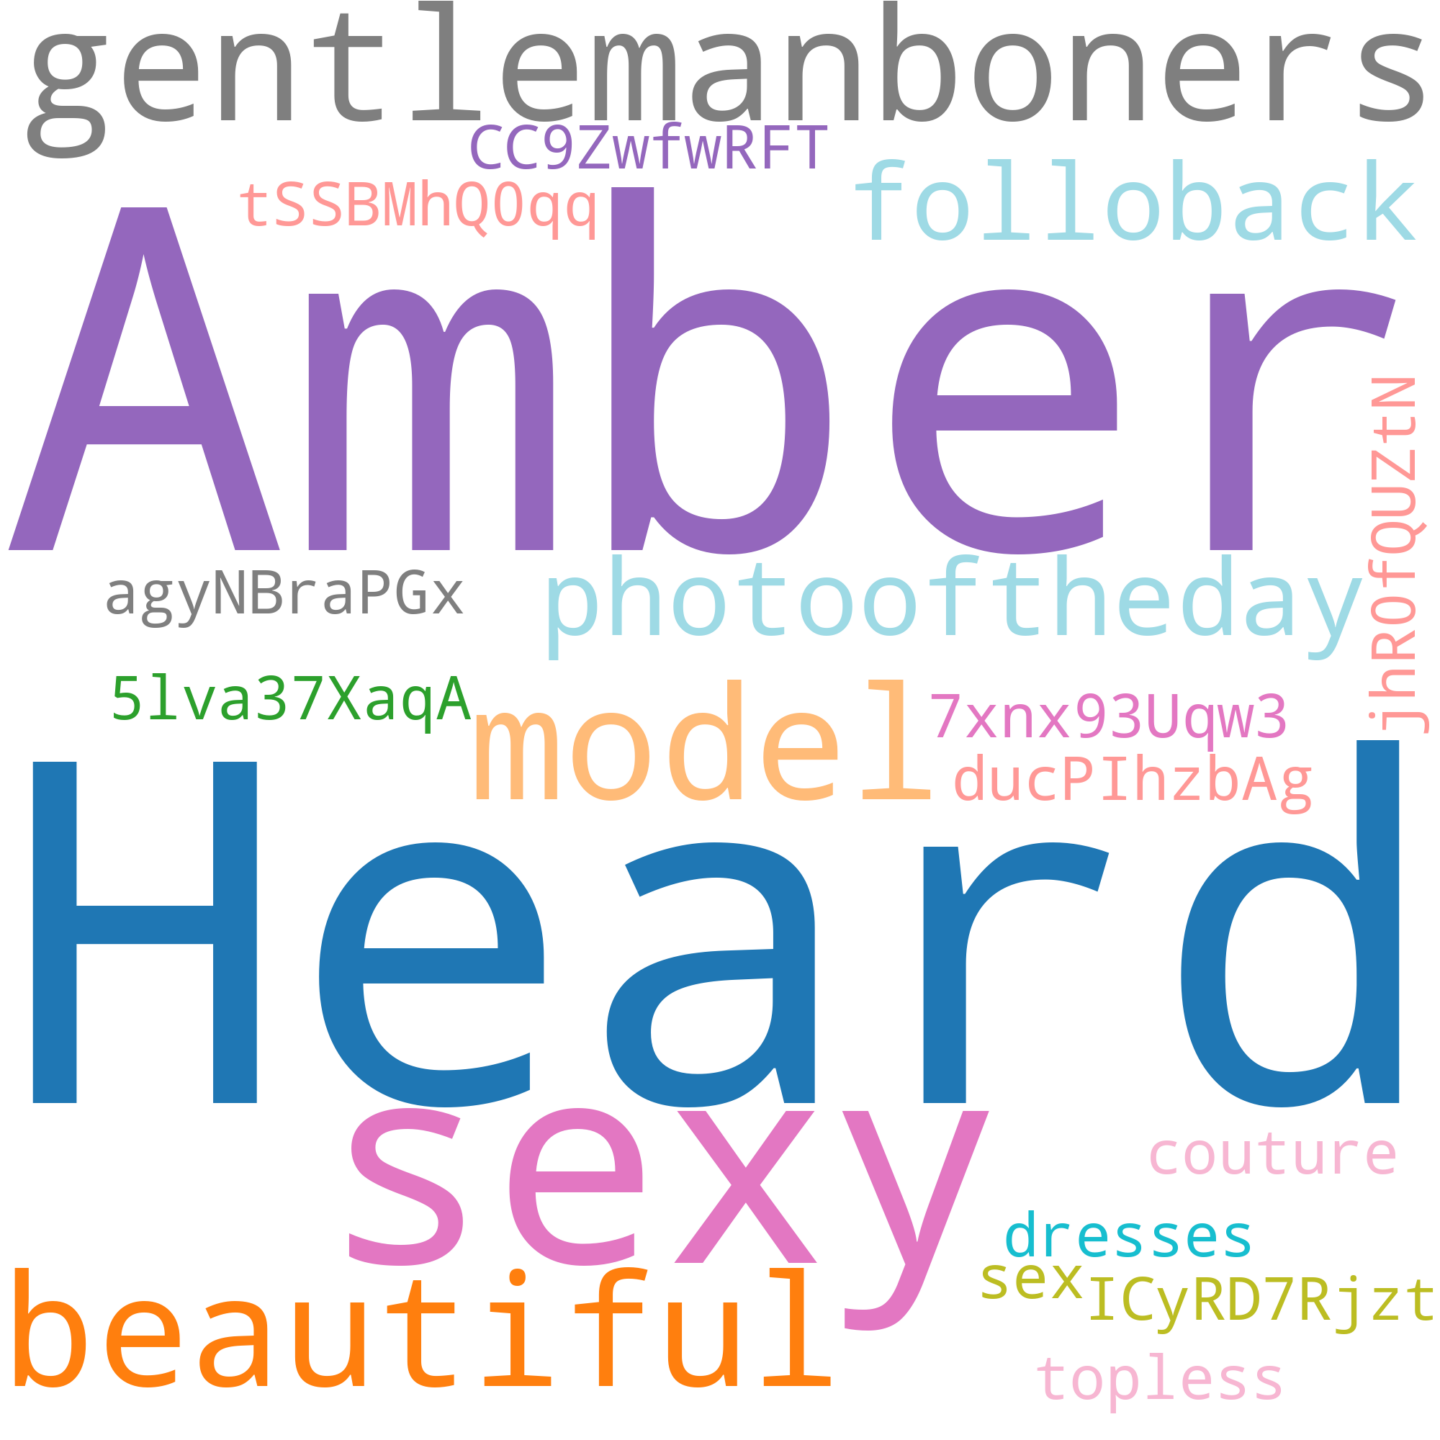 gentlemanboners
CC9ZwfwRFT
tSSBMhQ0qq
folloback
Amber
jhR0fQUZtN
agyNBraPGx
photooftheday
5lva37XaqA
model
7xnx93Uqw3
ducPIhzbAg
Heard
sexy
couture
dresses
sex
ICyRD7Rjzt
beautiful
topless